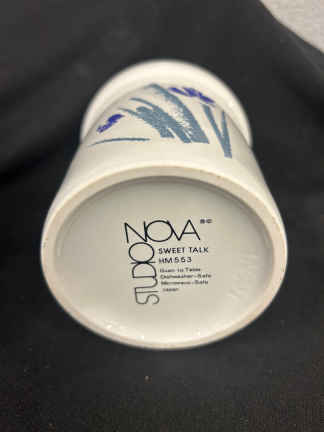 STUDIO
NOVA ®©
SWEET TALK
HM553
Oven to Table
Dishwasher-Safe
Microwave-Safe
Japan